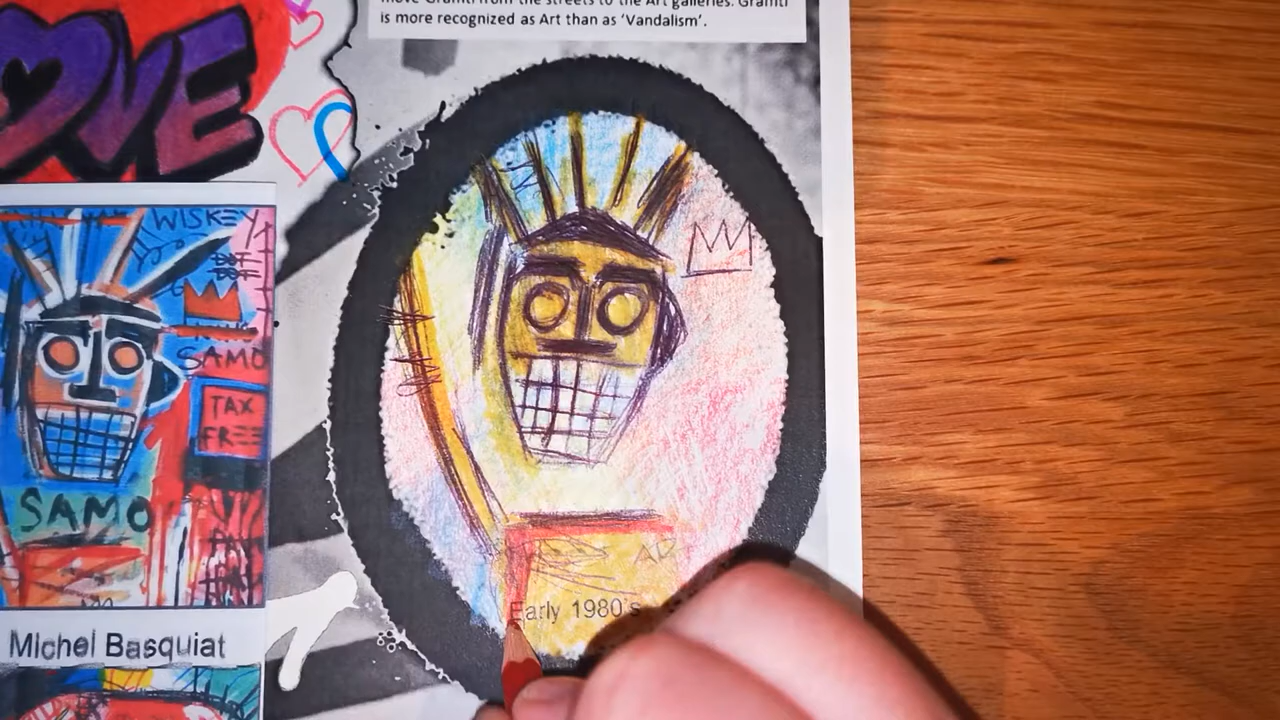 move Graffiti from the streets to the Art galleries. Graffiti
is more recognized as Art than as ‘Vandalism’.
OVE
WISKEY
SAMO
TAX
FREE
SAMO
Early 1980's
MIchel Basquiat